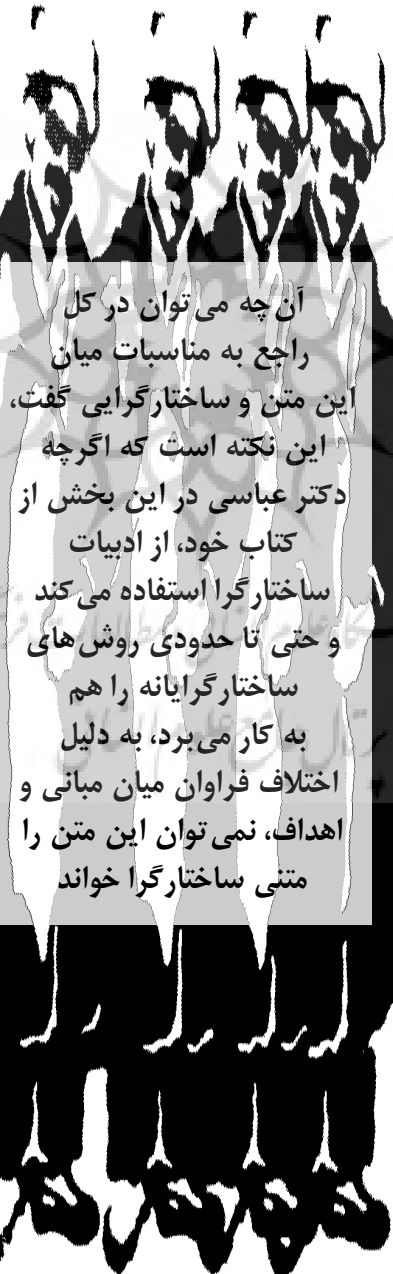 آن‌چه می‌توان در کل
راجع به مناسبات میان
این متن و ساختارگرایی گفت،
این نکته است که اگرچه
دکتر عباسی در این بخش از
کتاب خود، از ادبیات
ساختارگرا استفاده می‌کند
و حتی تا حدودی روش‌های
ساختارگرایانه را هم
به کار می‌برد، به دلیل
اختلاف فراوان میان مبانی و
اهداف، نمی‌توان این متن را
متنی ساختارگرا خواند